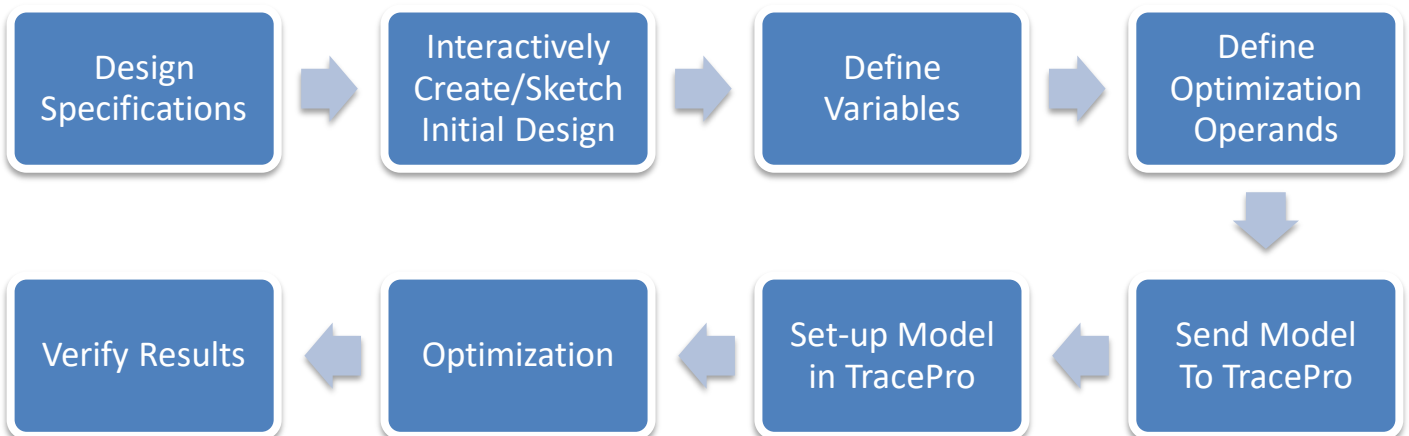 Design
Specifications
Interactively
Create/Sketch
Initial Design
Define
Variables
Define
Optimization
Operands
Send Model
To TracePro
Set-up Model
in TracePro
Optimization
Verify Results